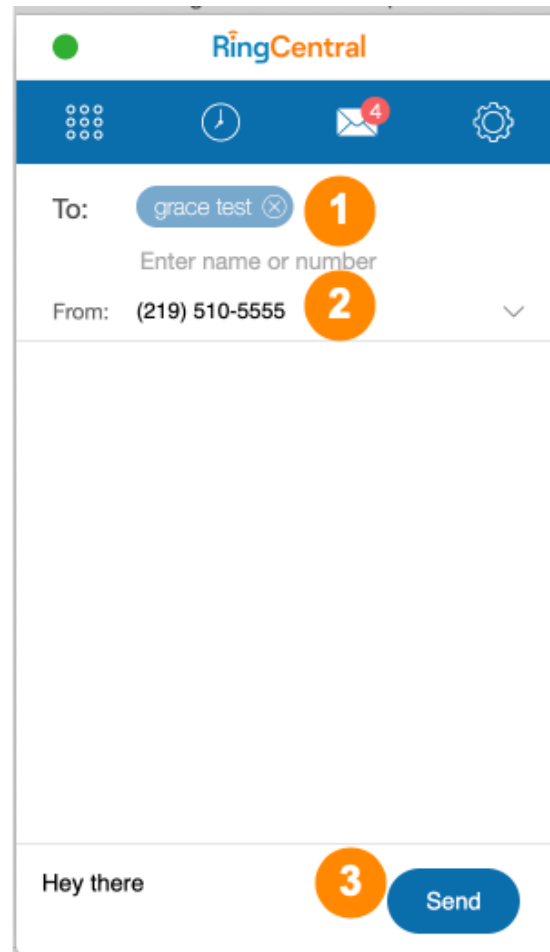 RingCentral
4
To: grace test 1
Enter name or number
From: (219) 510-5555 2
Hey there 3 Send